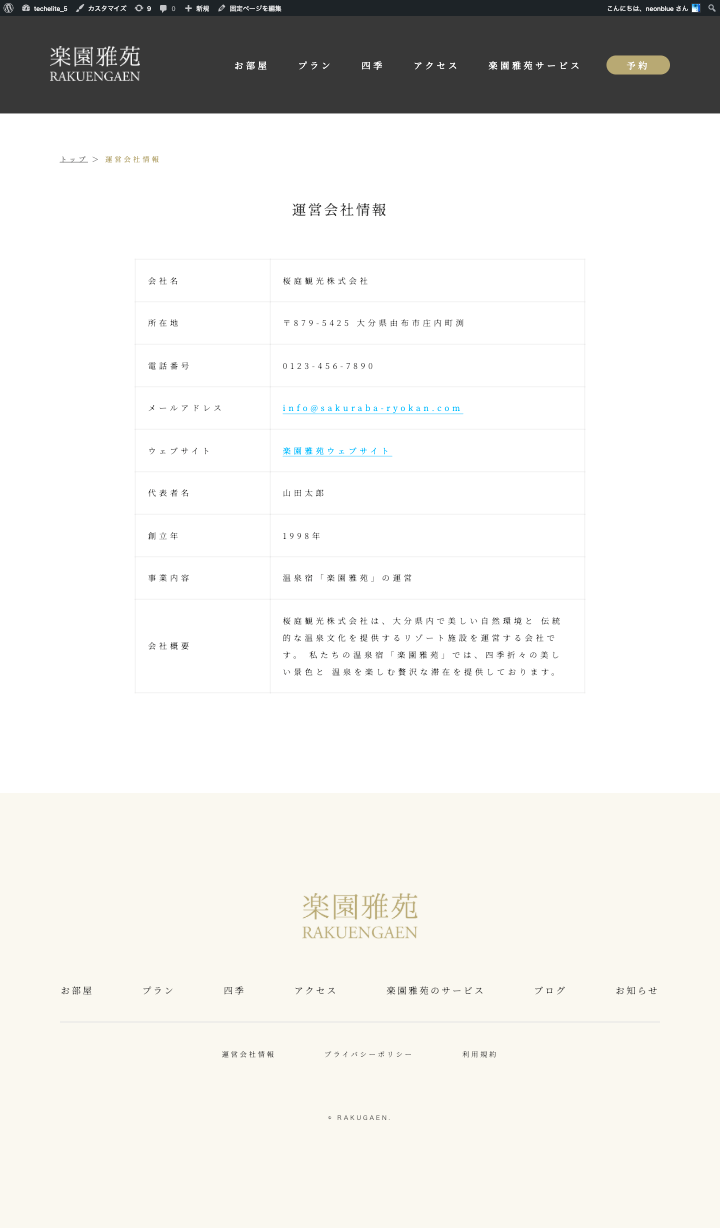 techelite_5 カスタマイズ 9 0 新規 固定ページを編集 こんにちは、neonblue さん
楽園雅苑
RAKUENGAEN
お部屋 プラン 四季 アクセス 楽園雅苑サービス 予約
トップ > 運営会社情報
運営会社情報
会社名 桜庭観光株式会社
所在地 〒879-5425 大分県由布市庄内町渕
電話番号 0123-456-7890
メールアドレス info@sakuraba-ryokan.com
ウェブサイト 楽園雅苑ウェブサイト
代表者名 山田太郎
創立年 1998年
事業内容 温泉宿「楽園雅苑」の運営
会社概要
桜庭観光株式会社は、大分県内で美しい自然環境と 伝統
的な温泉文化を提供するリゾート施設を運営する会社で
す。 私たちの温泉宿「楽園雅苑」では、四季折々の美し
い景色と 温泉を楽しむ贅沢な滞在を提供しております。
楽園雅苑
RAKUENGAEN
お部屋 プラン 四季 アクセス 楽園雅苑のサービス ブログ お知らせ
運営会社情報 プライバシーポリシー 利用規約
© RAKUGAEN.